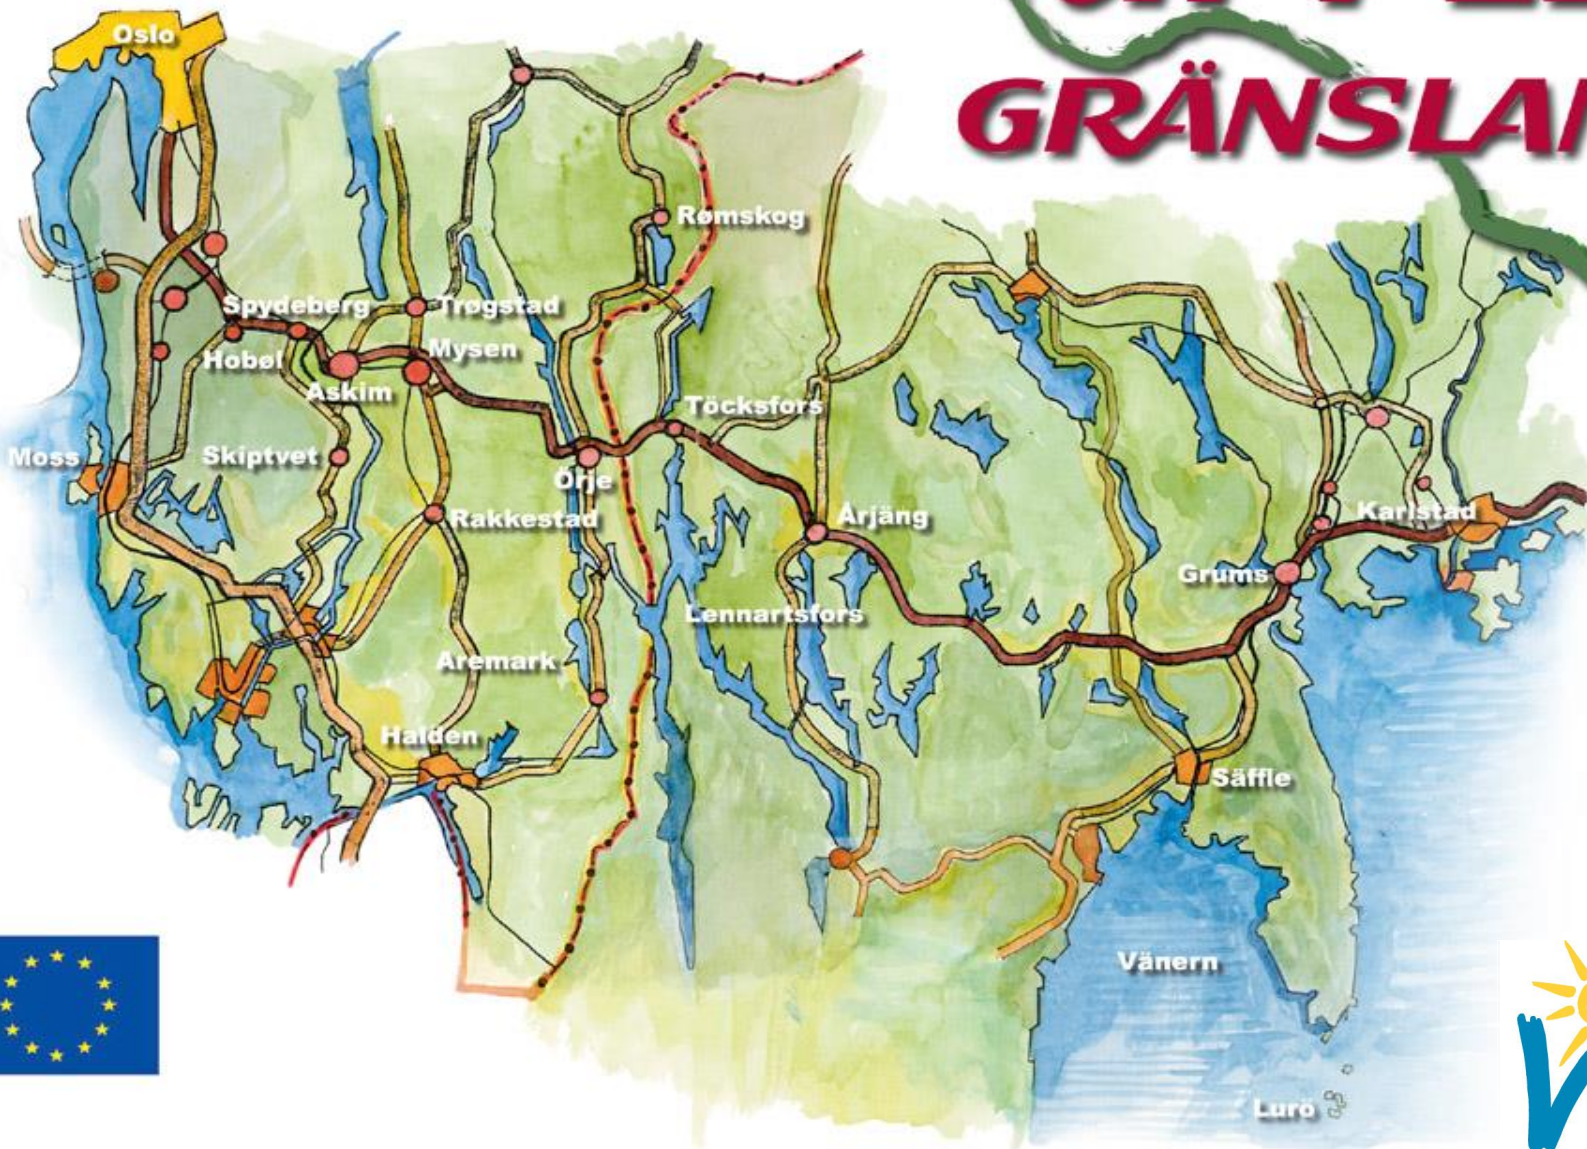 Oslo
GRÄNSLAN
Rømskog
Spydeberg
Trøgstad
Hobøl
Mysen
Askim
Töcksfors
Moss
Skiptvet
Örje
Rakkestad
Årjäng
Karlstad
Grums
Lennartsfors
Aremark
Halden
Säffle
Vänern
Lurö